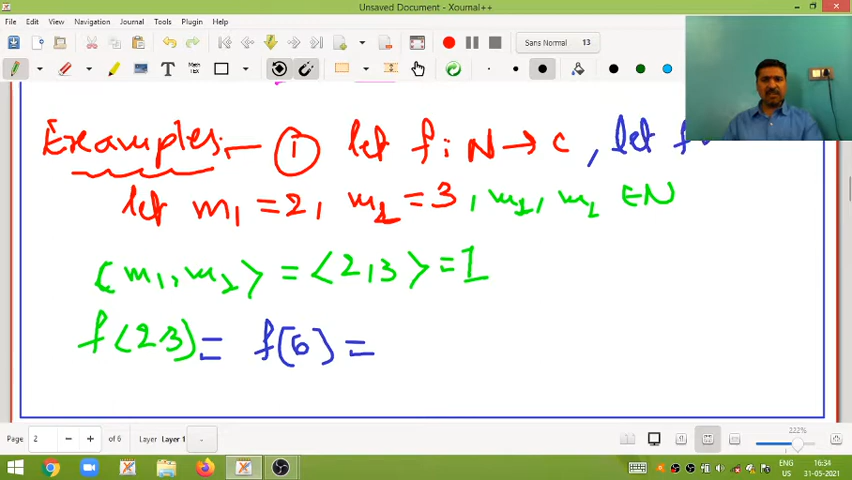 Unsaved Document - Xournal++
File Edit View Navigation Journal Tools Plugin Help
Sans Normal 13
Examples:- ① let f: N → C, let f
let m1 = 2, m2 = 3, m1, m2 ∈ N
<m1, m2> = <2,3> = 1
f(2 3) = f(6) =
Page 2 of 6 Layer Layer 1 222%
ENG 16:34
US 31-05-2021